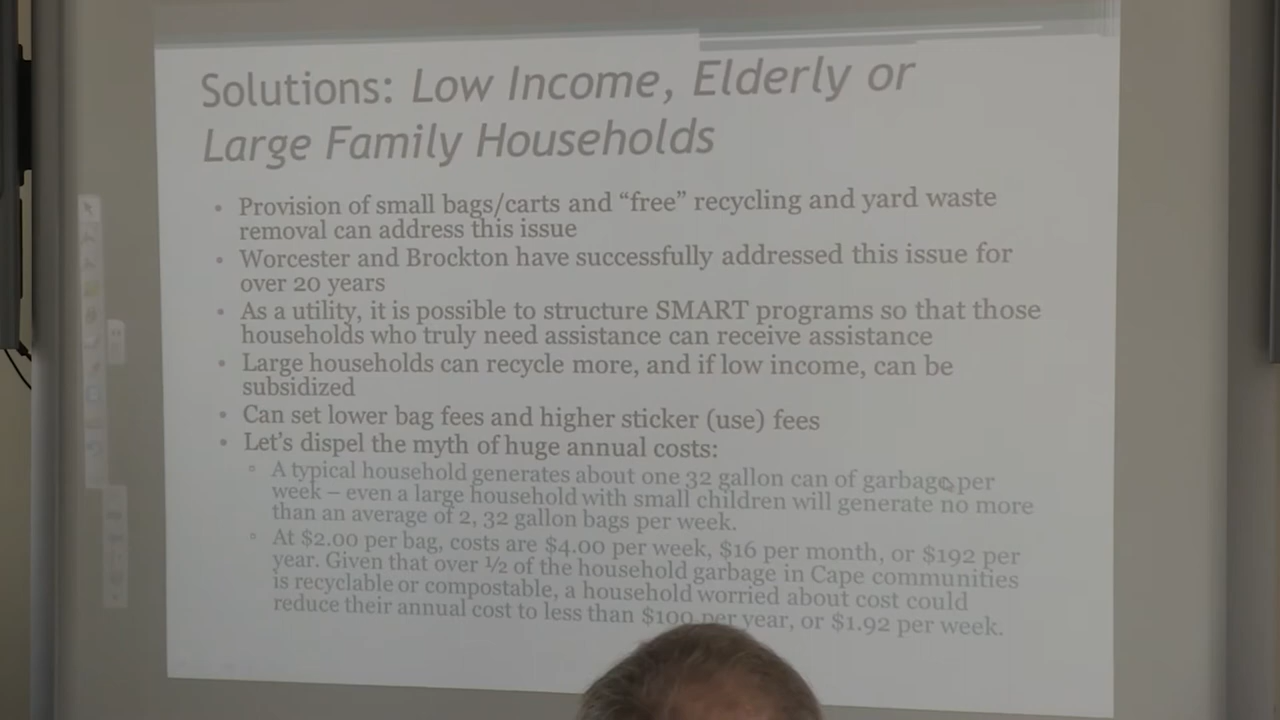 Solutions: Low Income, Elderly or
Large Family Households
• Provision of small bags/carts and “free” recycling and yard waste
removal can address this issue
• Worcester and Brockton have successfully addressed this issue for
over 20 years
• As a utility, it is possible to structure SMART programs so that those
households who truly need assistance can receive assistance
• Large households can recycle more, and if low income, can be
subsidized
• Can set lower bag fees and higher sticker (use) fees
• Let’s dispel the myth of huge annual costs:
▫ A typical household generates about one 32 gallon can of garbage per
week – even a large household with small children will generate no more
than an average of 2, 32 gallon bags per week.
▫ At $2.00 per bag, costs are $4.00 per week, $16 per month, or $192 per
year. Given that over ½ of the household garbage in Cape communities
is recyclable or compostable, a household worried about cost could
reduce their annual cost to less than $100 per year, or $1.92 per week.